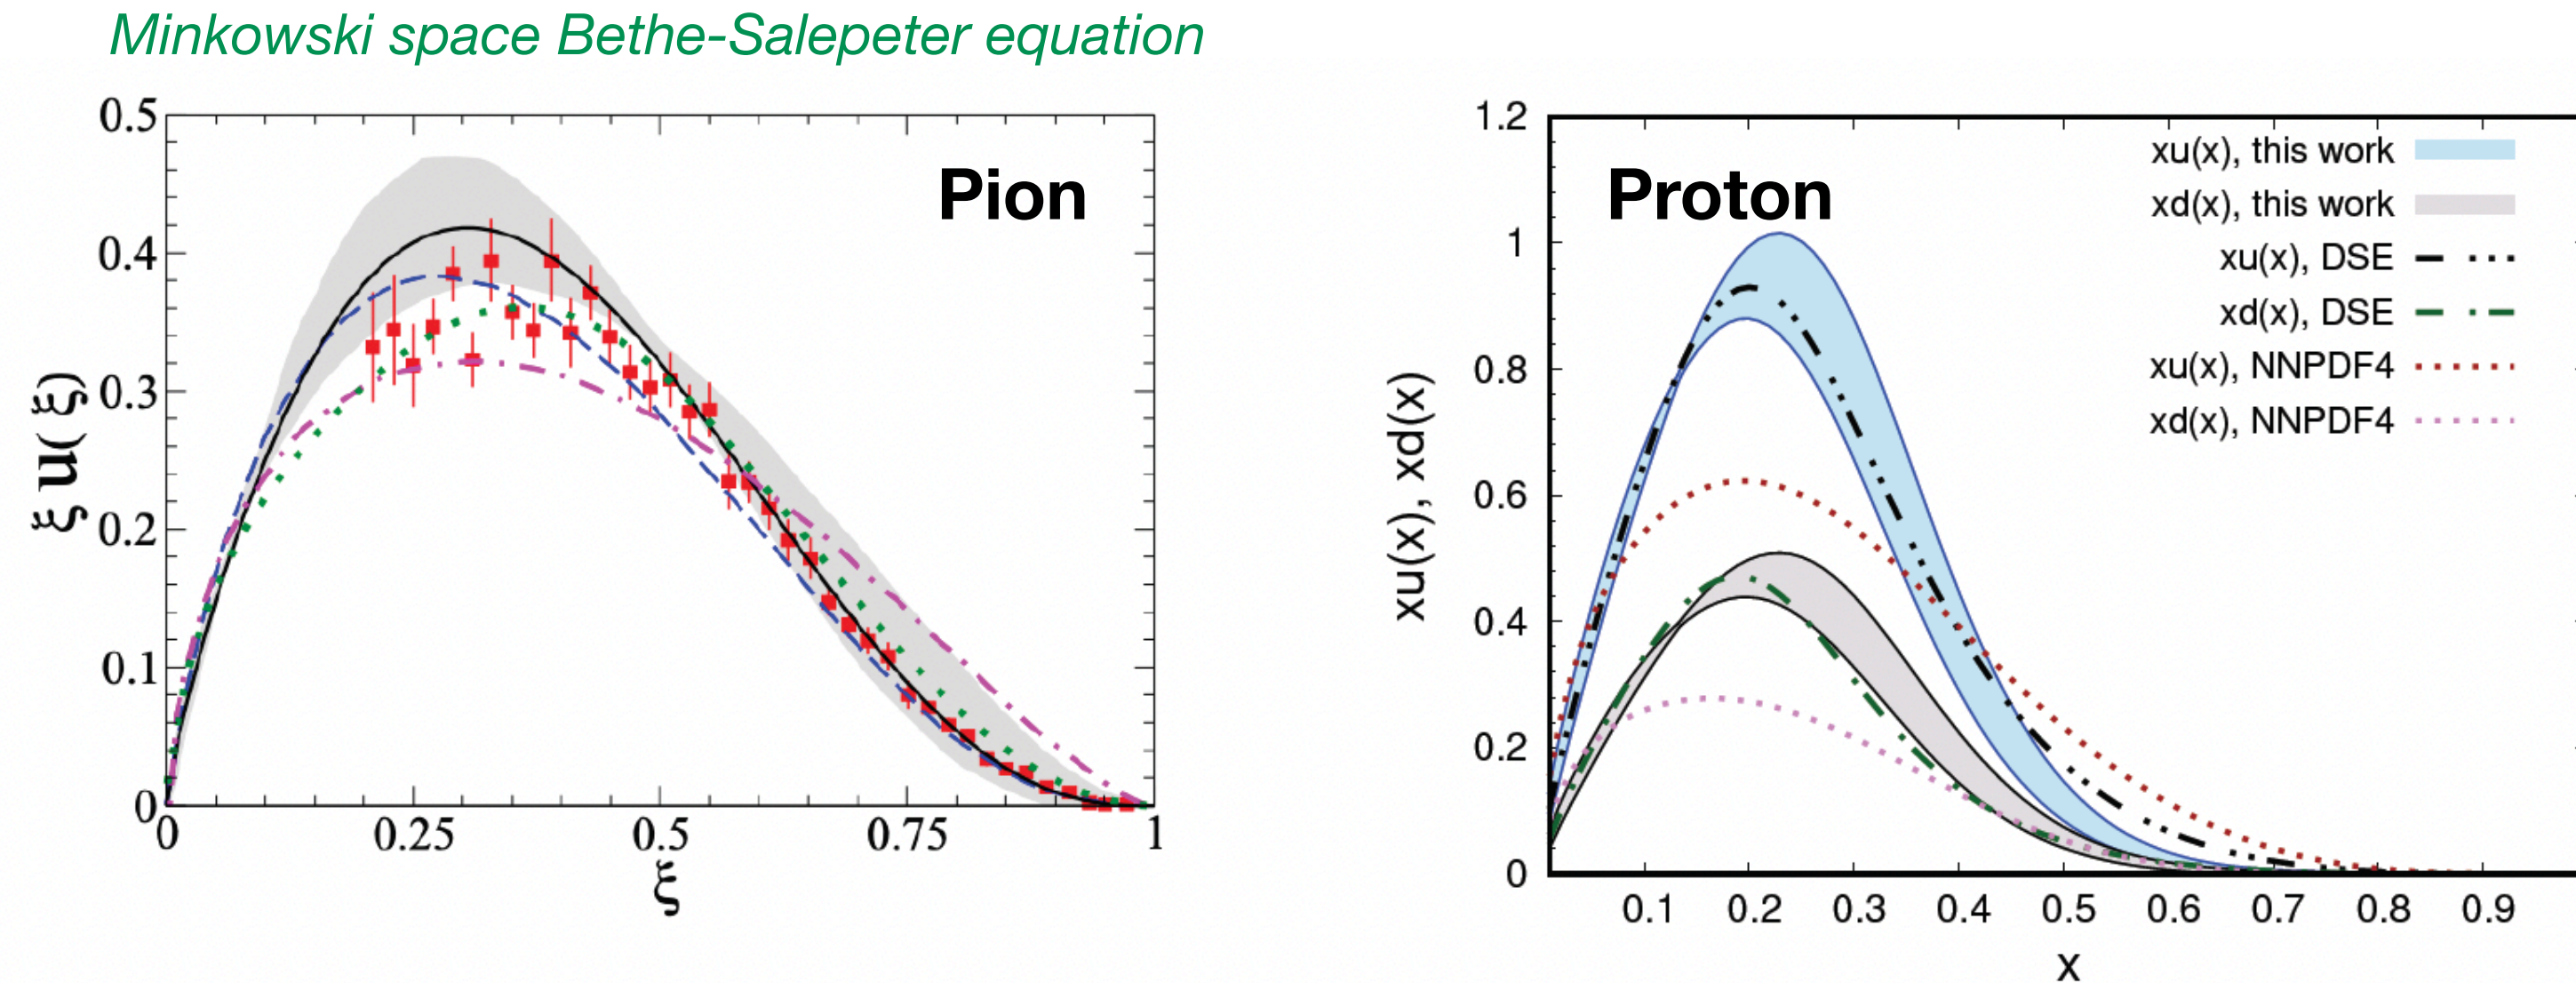 Minkowski space Bethe-Salepeter equation
0.5
0.4
0.3
0.2
0.1
0
ξ u( ξ)
Pion
0 0.25 0.5 0.75 1
ξ
1.2
1
0.8
0.6
0.4
0.2
0
xu(x), xd(x)
Proton
xu(x), this work
xd(x), this work
xu(x), DSE
xd(x), DSE
xu(x), NNPDF4
xd(x), NNPDF4
0.1 0.2 0.3 0.4 0.5 0.6 0.7 0.8 0.9
x